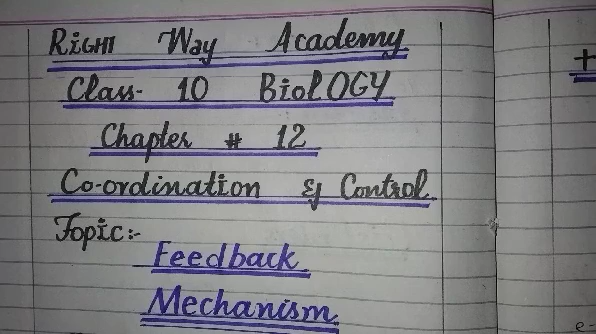 Right Way Academy
Class- 10 BiolOGY
Chapter # 12
Co-ordination & Control
Topic:-
Feedback
Mechanism
+
e-